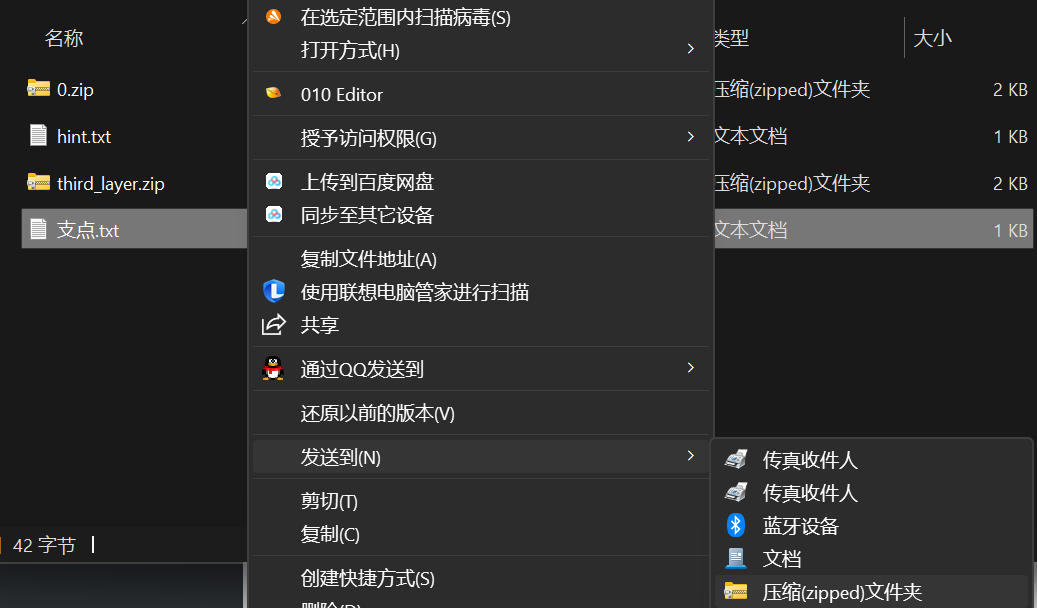 名称
类型
大小
0.zip
压缩(zipped)文件夹
2 KB
hint.txt
文本文档
1 KB
third_layer.zip
压缩(zipped)文件夹
2 KB
支点.txt
文本文档
1 KB
42 字节
在选定范围内扫描病毒(S)
打开方式(H)
010 Editor
授予访问权限(G)
上传到百度网盘
同步至其它设备
复制文件地址(A)
使用联想电脑管家进行扫描
共享
通过QQ发送到
还原以前的版本(V)
发送到(N)
剪切(T)
复制(C)
创建快捷方式(S)
删除(D)
传真收件人
传真收件人
蓝牙设备
文档
压缩(zipped)文件夹